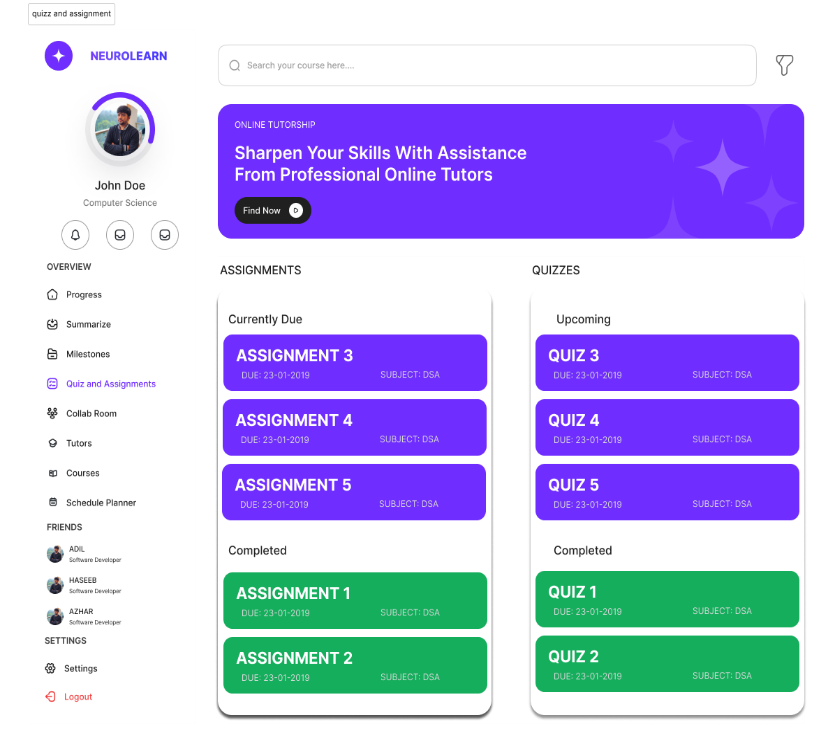 quizz and assignment
NEUROLEARN
John Doe
Computer Science
OVERVIEW
Progress
Summarize
Milestones
Quiz and Assignments
Collab Room
Tutors
Courses
Schedule Planner
FRIENDS
ADIL
Software Developer
HASEEB
Software Developer
AZHAR
Software Developer
SETTINGS
Settings
Logout
Search your course here....
ONLINE TUTORSHIP
Sharpen Your Skills With Assistance
From Professional Online Tutors
Find Now
ASSIGNMENTS
Currently Due
ASSIGNMENT 3
DUE: 23-01-2019 SUBJECT: DSA
ASSIGNMENT 4
DUE: 23-01-2019 SUBJECT: DSA
ASSIGNMENT 5
DUE: 23-01-2019 SUBJECT: DSA
Completed
ASSIGNMENT 1
DUE: 23-01-2019 SUBJECT: DSA
ASSIGNMENT 2
DUE: 23-01-2019 SUBJECT: DSA
QUIZZES
Upcoming
QUIZ 3
DUE: 23-01-2019 SUBJECT: DSA
QUIZ 4
DUE: 23-01-2019 SUBJECT: DSA
QUIZ 5
DUE: 23-01-2019 SUBJECT: DSA
Completed
QUIZ 1
DUE: 23-01-2019 SUBJECT: DSA
QUIZ 2
DUE: 23-01-2019 SUBJECT: DSA